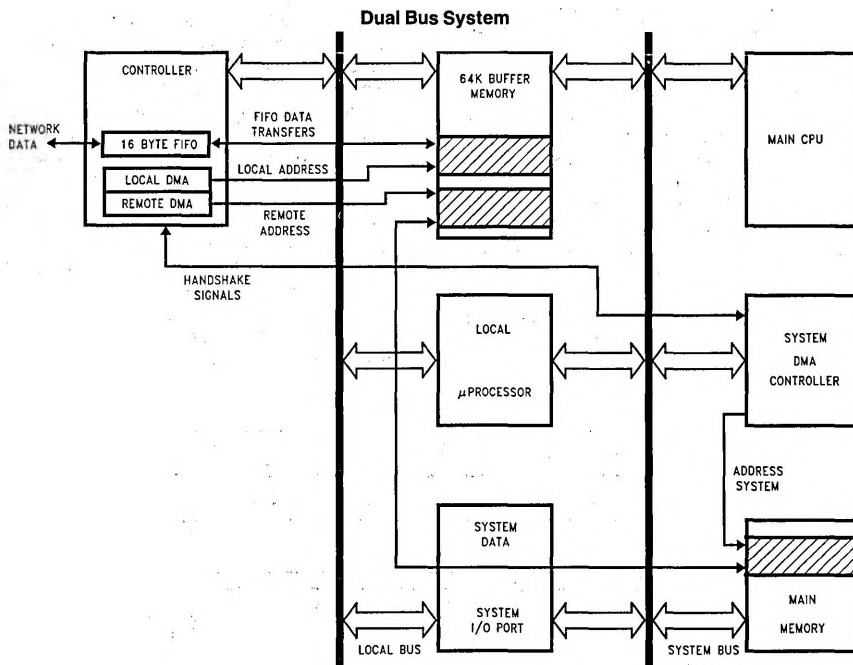 Dual Bus System
CONTROLLER
64K BUFFER
MEMORY
MAIN CPU
NETWORK
DATA
16 BYTE FIFO
FIFO DATA
TRANSFERS
LOCAL DMA
REMOTE DMA
LOCAL ADDRESS
REMOTE
ADDRESS
HANDSHAKE
SIGNALS
LOCAL
μPROCESSOR
SYSTEM
DMA
CONTROLLER
ADDRESS
SYSTEM
SYSTEM
DATA
SYSTEM
I/O PORT
MAIN
MEMORY
LOCAL BUS
SYSTEM BUS